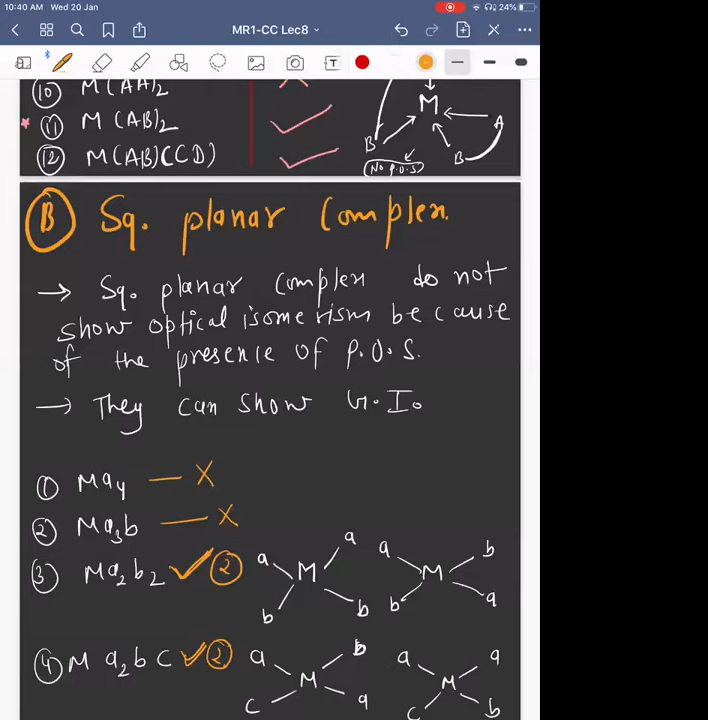 10:40 AM Wed 20 Jan
24%
MR1-CC Lec8
T
(10) M(AA)2
(11) M(AB)2
(12) M(AB)(CD)
M
A
B
B
No P.O.S
(B) Sq. planar Complex.
→ Sq. planar Complex do not
show optical isomerism because
of the presence of P.O.S.
→ They can show G.I.
(1) Ma4 — X
(2) Ma3b — X
(3) Ma2b2 ✓ (2)
a a
M
b b
a b
M
b a
(4) Ma2bc ✓ (2)
a b
M
c a
a a
M
c b